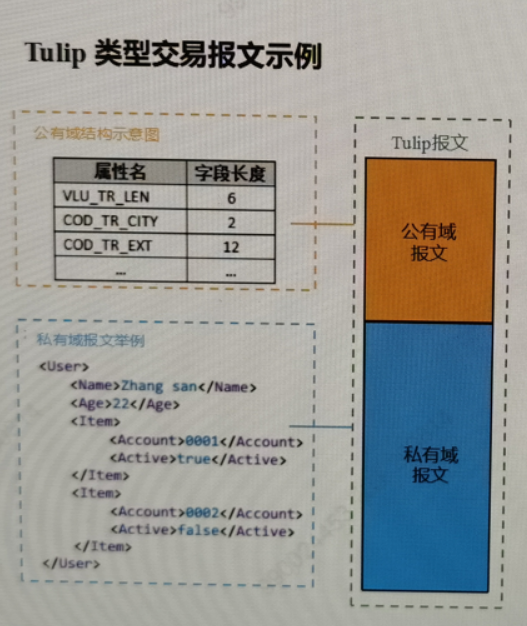 Tulip 类型交易报文示例
公有域结构示意图
属性名 字段长度
VLU_TR_LEN 6
COD_TR_CITY 2
COD_TR_EXT 12
... ...
Tulip报文
公有域
报文
私有域报文举例
<User>
<Name>Zhang san</Name>
<Age>22</Age>
<Item>
<Account>0001</Account>
<Active>true</Active>
</Item>
<Item>
<Account>0002</Account>
<Active>false</Active>
</Item>
</User>
私有域
报文